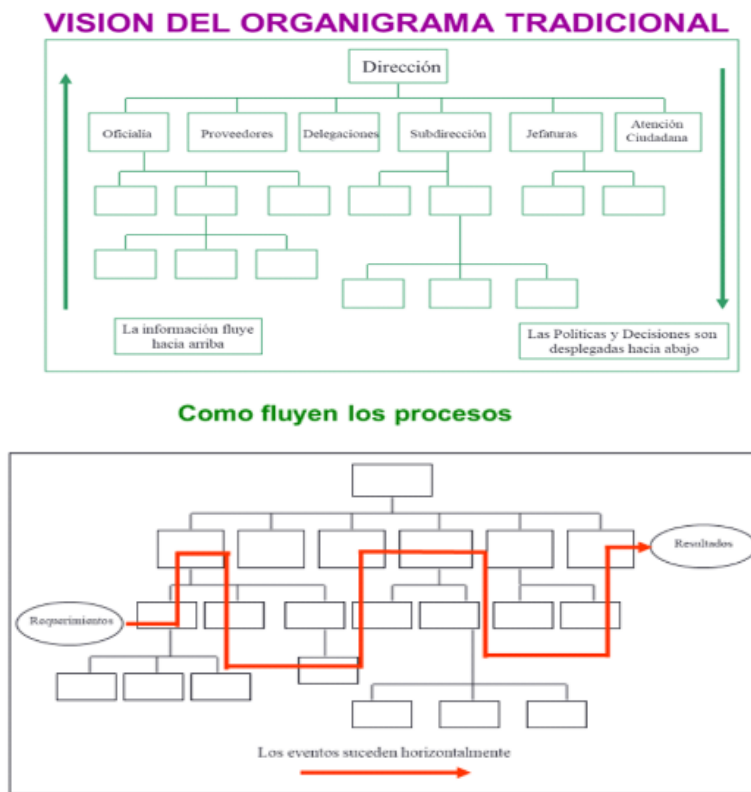 VISION DEL ORGANIGRAMA TRADICIONAL
Dirección
Oficialía
Proveedores
Delegaciones
Subdirección
Jefaturas
Atención
Ciudadana
La información fluye
hacia arriba
Las Políticas y Decisiones son
desplegadas hacia abajo
Como fluyen los procesos
Resultados
Requerimientos
Los eventos suceden horizontalmente